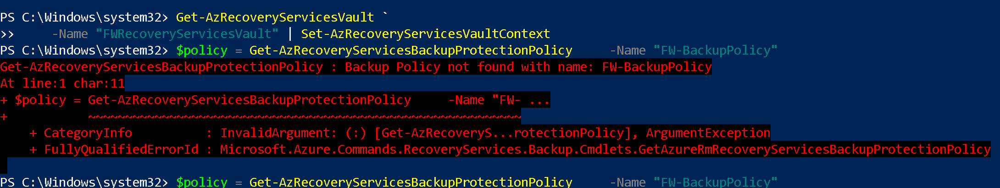 PS C:\Windows\system32> Get-AzRecoveryServicesVault `
>>     -Name "FWRecoveryServicesVault" | Set-AzRecoveryServicesVaultContext
PS C:\Windows\system32> $policy = Get-AzRecoveryServicesBackupProtectionPolicy     -Name "FW-BackupPolicy"
Get-AzRecoveryServicesBackupProtectionPolicy : Backup Policy not found with name: FW-BackupPolicy
At line:1 char:11
+ $policy = Get-AzRecoveryServicesBackupProtectionPolicy     -Name "FW- ...
+           ~~~~~~~~~~~~~~~~~~~~~~~~~~~~~~~~~~~~~~~~~~~~~~~~~~~~~~~~~~~
    + CategoryInfo          : InvalidArgument: (:) [Get-AzRecoveryS...rotectionPolicy], ArgumentException
    + FullyQualifiedErrorId : Microsoft.Azure.Commands.RecoveryServices.Backup.Cmdlets.GetAzureRmRecoveryServicesBackupProtectionPolicy
PS C:\Windows\system32> $policy = Get-AzRecoveryServicesBackupProtectionPolicy     -Name "FW-BackupPolicy"